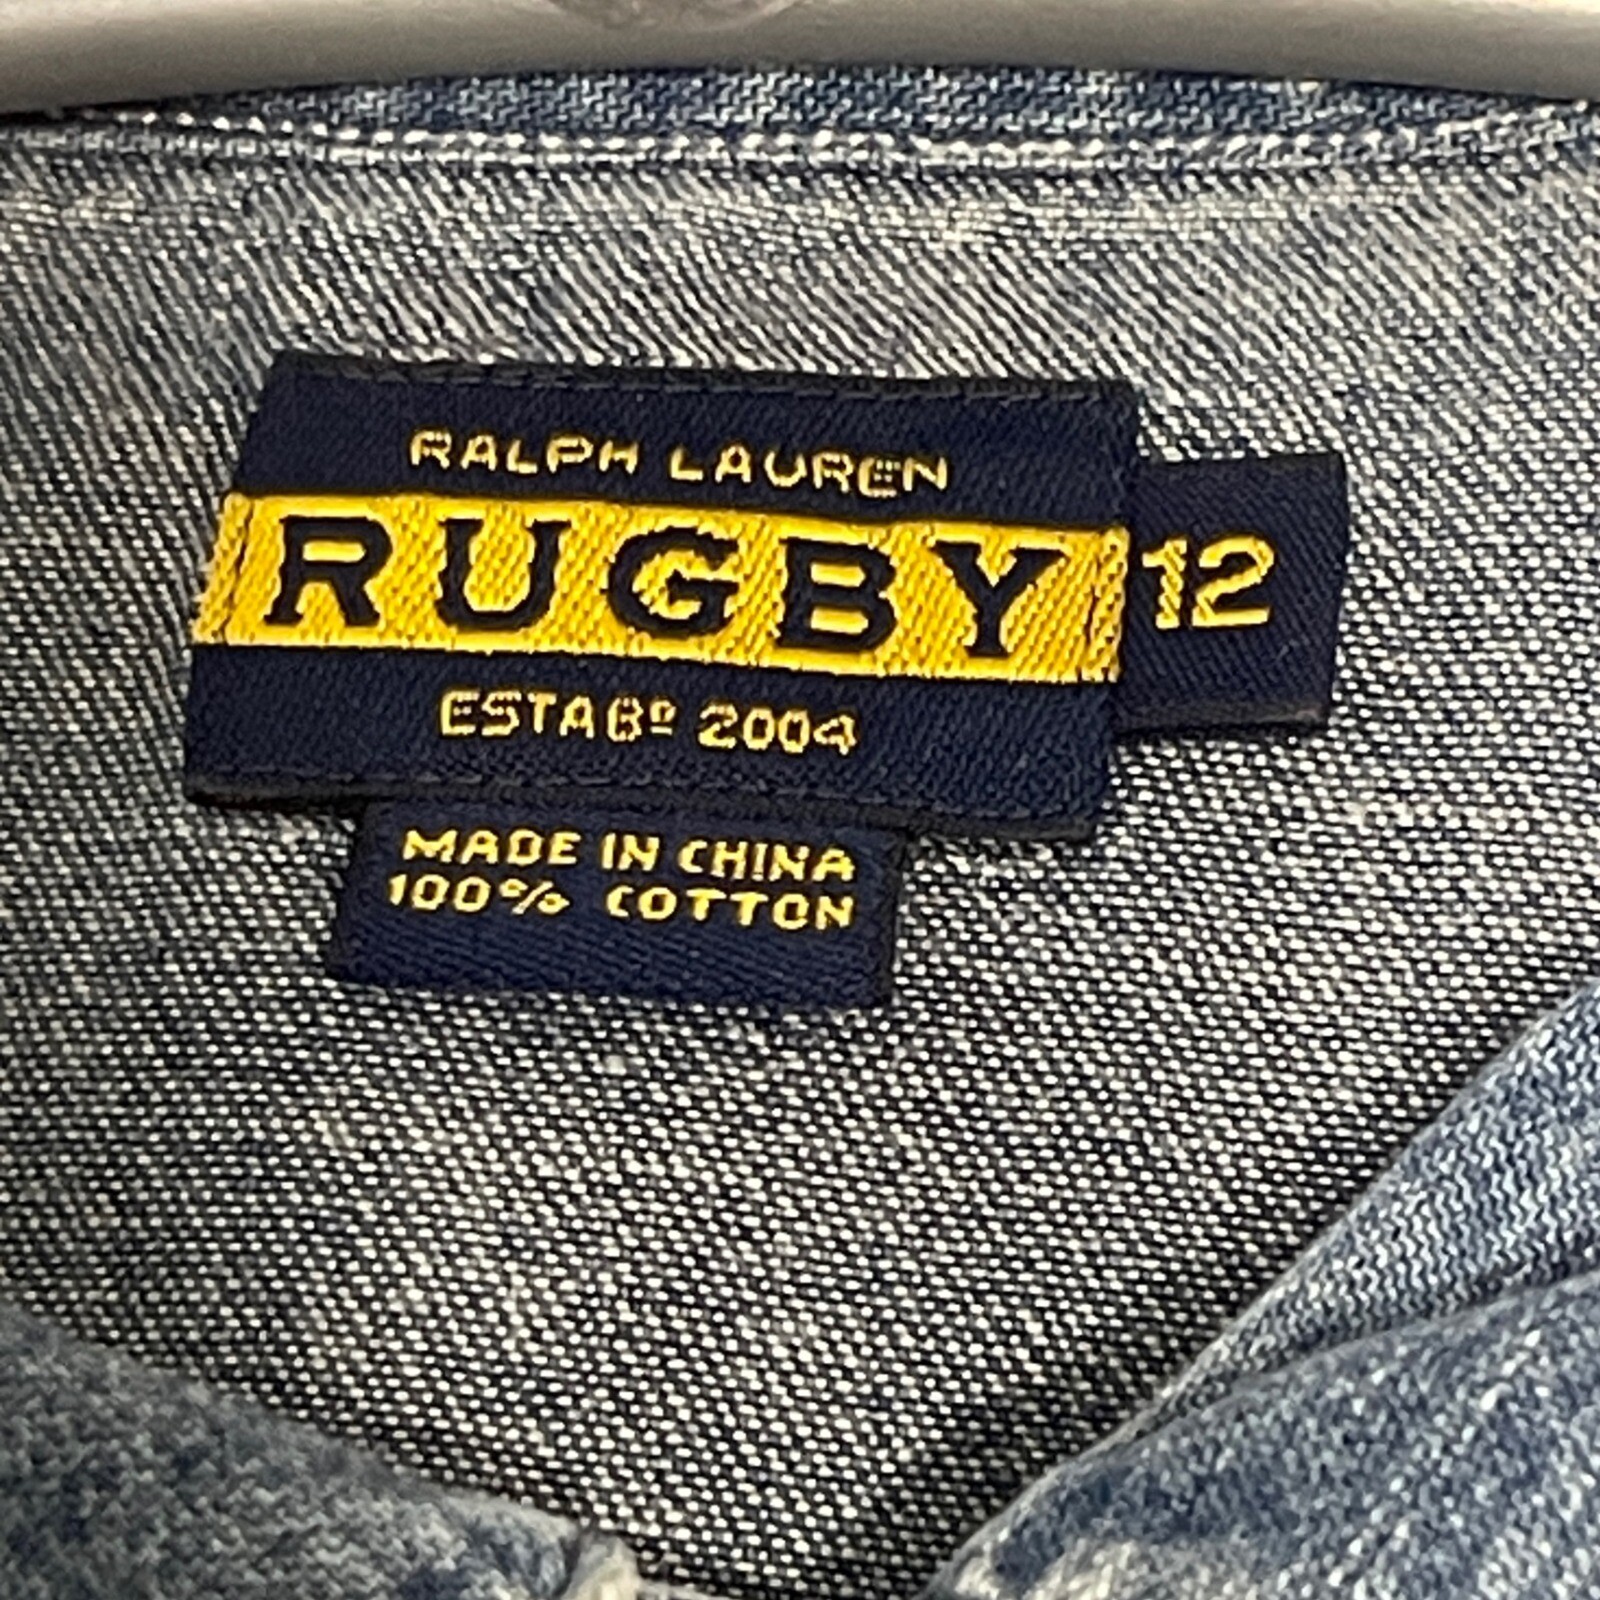 RALPH LAUREN
RUGBY
12
ESTABᴰ 2004
MADE IN CHINA
100% COTTON